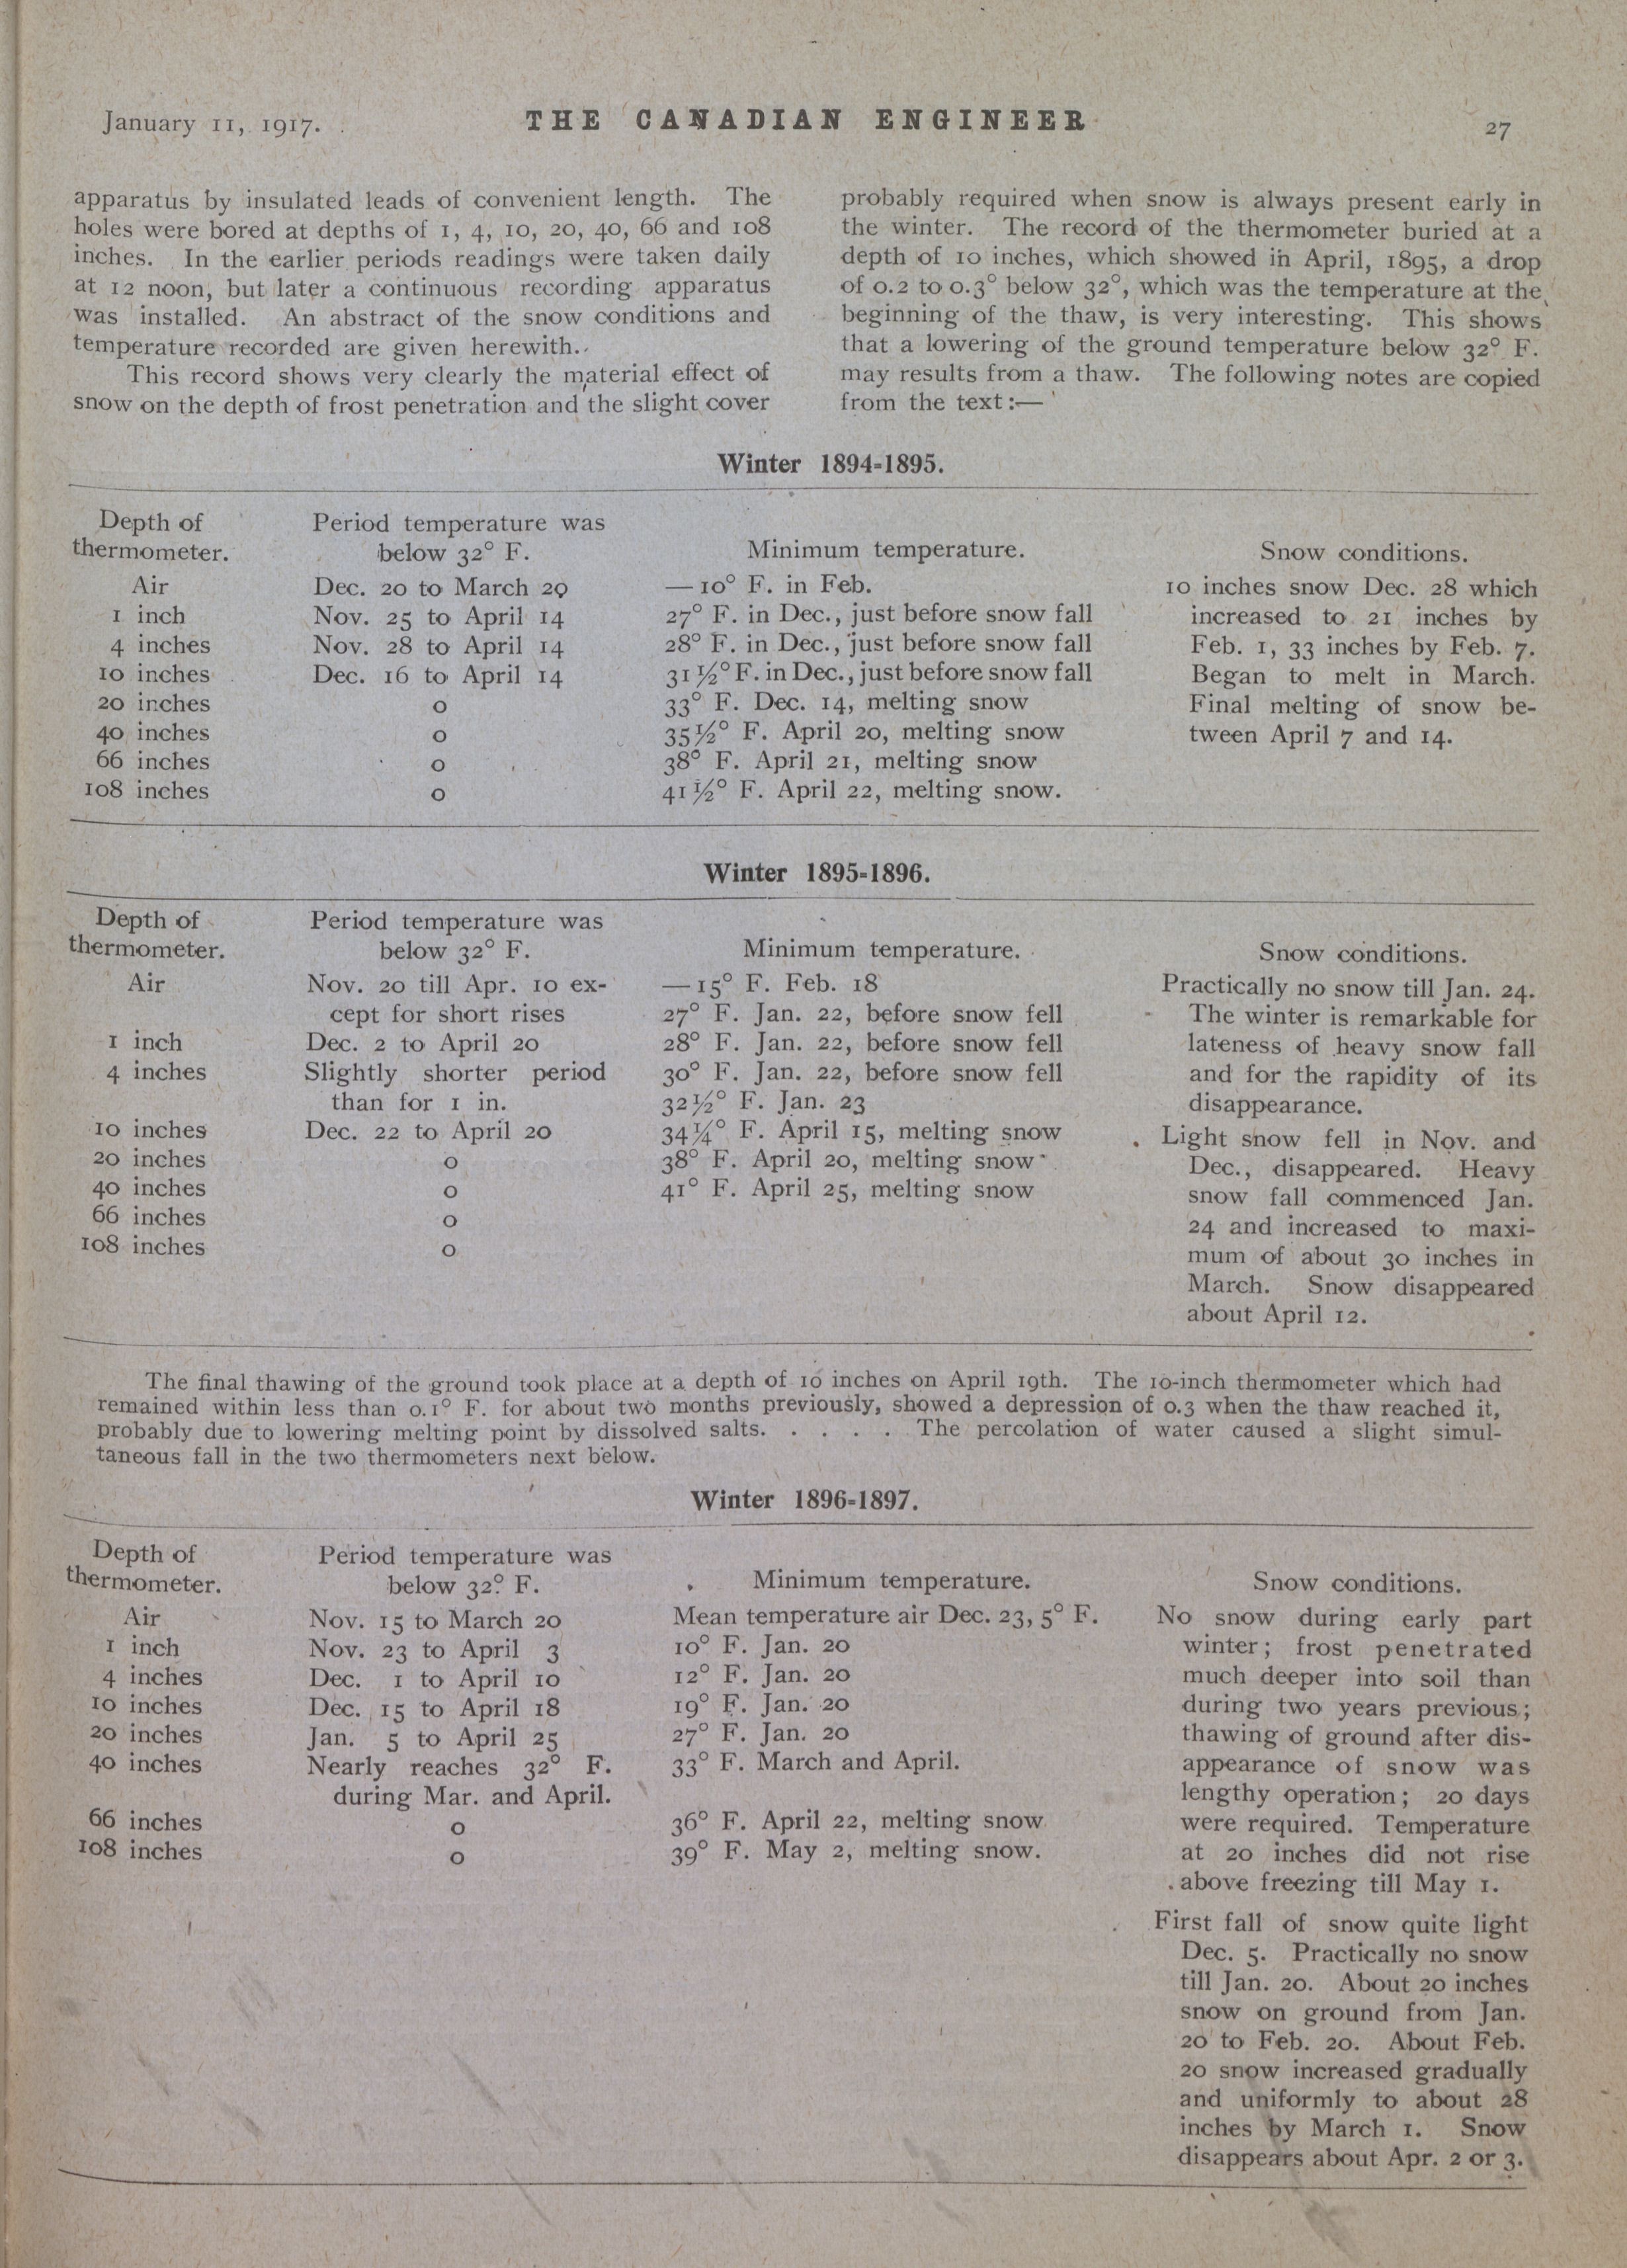 January 11, 1917.
THE CANADIAN ENGINEER
27
apparatus by insulated leads of convenient length. The
holes were bored at depths of 1, 4, 10, 20, 40, 66 and 108
inches. In the earlier periods readings were taken daily
at 12 noon, but later a continuous recording apparatus
was installed. An abstract of the snow conditions and
temperature recorded are given herewith.
This record shows very clearly the material effect of
snow on the depth of frost penetration and the slight cover
probably required when snow is always present early in
the winter. The record of the thermometer buried at a
depth of 10 inches, which showed in April, 1895, a drop
of 0.2 to 0.3° below 32°, which was the temperature at the
beginning of the thaw, is very interesting. This shows
that a lowering of the ground temperature below 32° F.
may results from a thaw. The following notes are copied
from the text:—
Winter 1894-1895.
Depth of
thermometer.
Period temperature was
below 32° F.
Minimum temperature.
Snow conditions.
Air Dec. 20 to March 29 —10° F. in Feb.
1 inch Nov. 25 to April 14 27° F. in Dec., just before snow fall
4 inches Nov. 28 to April 14 28° F. in Dec., just before snow fall
10 inches Dec. 16 to April 14 31½° F. in Dec., just before snow fall
20 inches 0 33° F. Dec. 14, melting snow
40 inches 0 35½° F. April 20, melting snow
66 inches 0 38° F. April 21, melting snow
108 inches 0 41½° F. April 22, melting snow.
10 inches snow Dec. 28 which
increased to 21 inches by
Feb. 1, 33 inches by Feb. 7.
Began to melt in March.
Final melting of snow be-
tween April 7 and 14.
Winter 1895-1896.
Depth of
thermometer.
Period temperature was
below 32° F.
Minimum temperature.
Snow conditions.
Air Nov. 20 till Apr. 10 ex- —15° F. Feb. 18
cept for short rises 27° F. Jan. 22, before snow fell
1 inch Dec. 2 to April 20 28° F. Jan. 22, before snow fell
4 inches Slightly shorter period 30° F. Jan. 22, before snow fell
than for 1 in. 32½° F. Jan. 23
10 inches Dec. 22 to April 20 34¼° F. April 15, melting snow
20 inches 0 38° F. April 20, melting snow
40 inches 0 41° F. April 25, melting snow
66 inches 0
108 inches 0
Practically no snow till Jan. 24.
The winter is remarkable for
lateness of heavy snow fall
and for the rapidity of its
disappearance.
Light snow fell in Nov. and
Dec., disappeared. Heavy
snow fall commenced Jan.
24 and increased to maxi-
mum of about 30 inches in
March. Snow disappeared
about April 12.
The final thawing of the ground took place at a depth of 10 inches on April 19th. The 10-inch thermometer which had
remained within less than 0.1° F. for about two months previously, showed a depression of 0.3 when the thaw reached it,
probably due to lowering melting point by dissolved salts. . . . . The percolation of water caused a slight simul-
taneous fall in the two thermometers next below.
Winter 1896-1897.
Depth of
thermometer.
Period temperature was
below 32° F.
Minimum temperature.
Snow conditions.
Air Nov. 15 to March 20 Mean temperature air Dec. 23, 5° F.
1 inch Nov. 23 to April 3 10° F. Jan. 20
4 inches Dec. 1 to April 10 12° F. Jan. 20
10 inches Dec. 15 to April 18 19° F. Jan. 20
20 inches Jan. 5 to April 25 27° F. Jan. 20
40 inches Nearly reaches 32° F. 33° F. March and April.
during Mar. and April.
66 inches 0 36° F. April 22, melting snow
108 inches 0 39° F. May 2, melting snow.
No snow during early part
winter; frost penetrated
much deeper into soil than
during two years previous;
thawing of ground after dis-
appearance of snow was
lengthy operation; 20 days
were required. Temperature
at 20 inches did not rise
above freezing till May 1.
First fall of snow quite light
Dec. 5. Practically no snow
till Jan. 20. About 20 inches
snow on ground from Jan.
20 to Feb. 20. About Feb.
20 snow increased gradually
and uniformly to about 28
inches by March 1. Snow
disappears about Apr. 2 or 3.